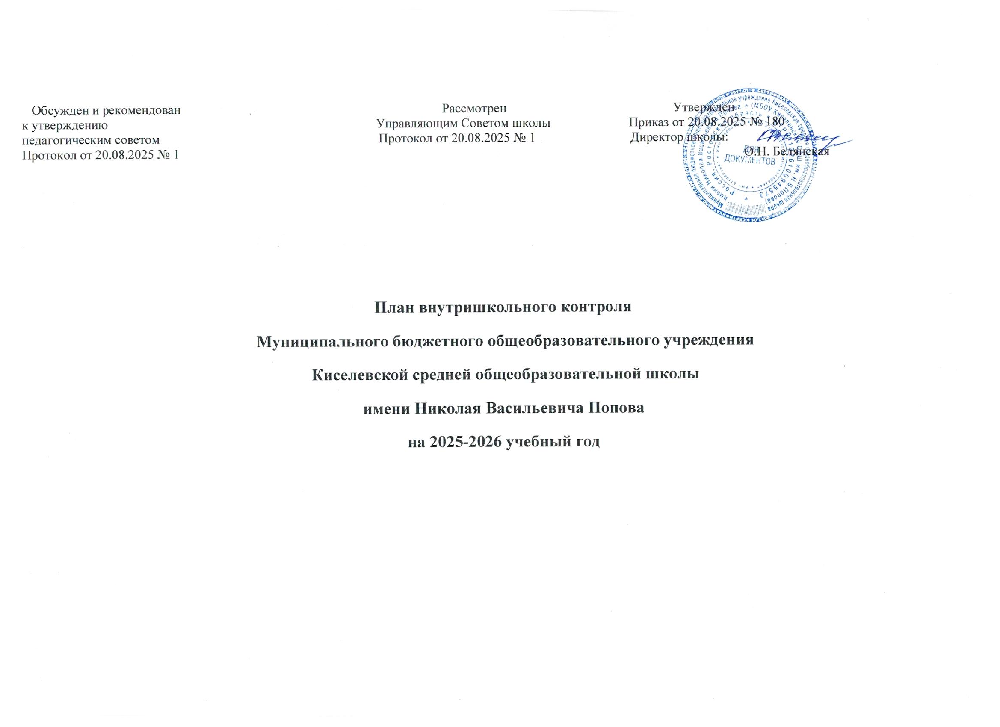 Обсужден и рекомендован
к утверждению
педагогическим советом
Протокол от 20.08.2025 № 1
Рассмотрен
Управляющим Советом школы
Протокол от 20.08.2025 № 1
Утвержден
Приказ от 20.08.2025 № 180
Директор школы:
О.Н. Белянская
ДЛЯ
ДОКУМЕНТОВ
План внутришкольного контроля
Муниципального бюджетного общеобразовательного учреждения
Киселевской средней общеобразовательной школы
имени Николая Васильевича Попова
на 2025-2026 учебный год